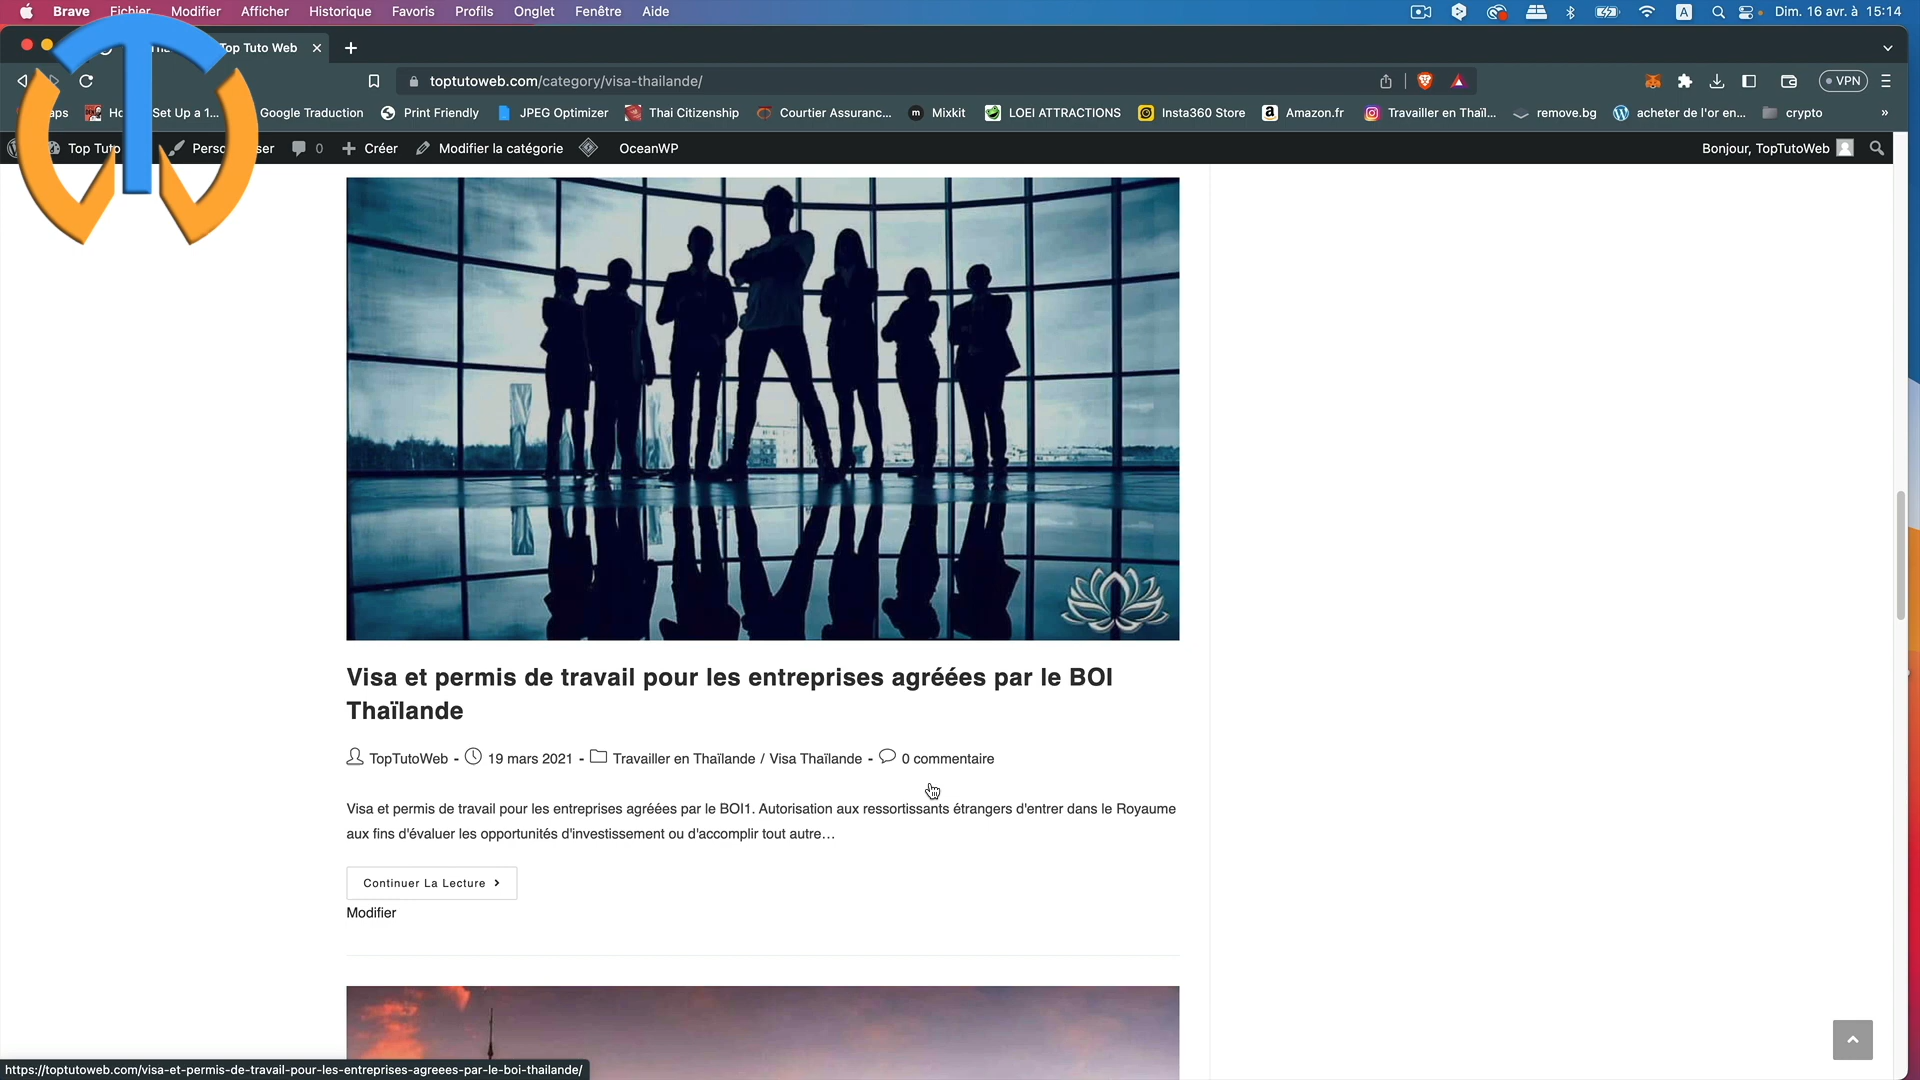 Brave Fichier Modifier Afficher Historique Favoris Profils Onglet Fenêtre Aide A Dim. 16 avr. à 15:14
Top Tuto Web
toptutoweb.com/category/visa-thailande/ VPN
Set Up a 1... Google Traduction Print Friendly JPEG Optimizer Thai Citizenship Courtier Assuranc... m Mixkit LOEI ATTRACTIONS Insta360 Store a Amazon.fr Travailler en Thaïl... remove.bg acheter de l'or en... crypto »
0 Créer Modifier la catégorie OceanWP Bonjour, TopTutoWeb
Visa et permis de travail pour les entreprises agréées par le BOI
Thaïlande
TopTutoWeb - 19 mars 2021 - Travailler en Thaïlande / Visa Thaïlande - 0 commentaire
Visa et permis de travail pour les entreprises agréées par le BOI1. Autorisation aux ressortissants étrangers d'entrer dans le Royaume
aux fins d'évaluer les opportunités d'investissement ou d'accomplir tout autre…
Continuer La Lecture
Modifier
https://toptutoweb.com/visa-et-permis-de-travail-pour-les-entreprises-agreees-par-le-boi-thailande/